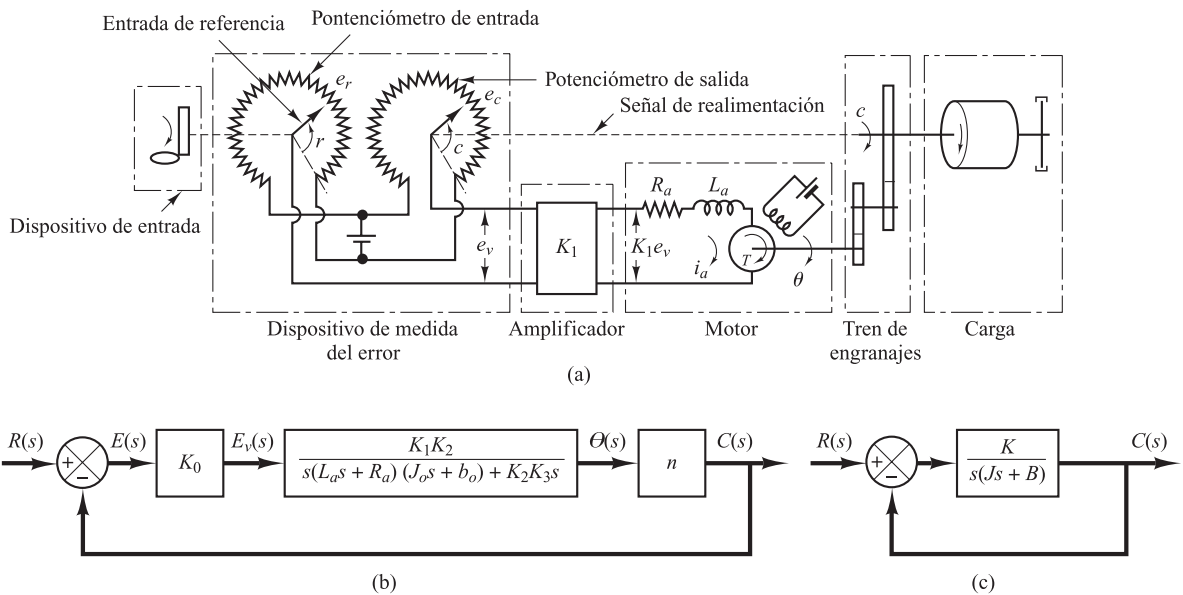 Pontenciómetro de entrada
Entrada de referencia
e_r
Potenciómetro de salida
e_c
Señal de realimentación
r
c
c
R_a
L_a
Dispositivo de entrada
e_v
K_1
K_1e_v
i_a
T
θ
Dispositivo de medida
del error
Amplificador
Motor
Tren de
engranajes
Carga
(a)
R(s)
+
−
E(s)
K_0
E_v(s)
K_1K_2
s(L_as + R_a) (J_os + b_o) + K_2K_3s
Θ(s)
n
C(s)
(b)
R(s)
+
−
K
s(Js + B)
C(s)
(c)